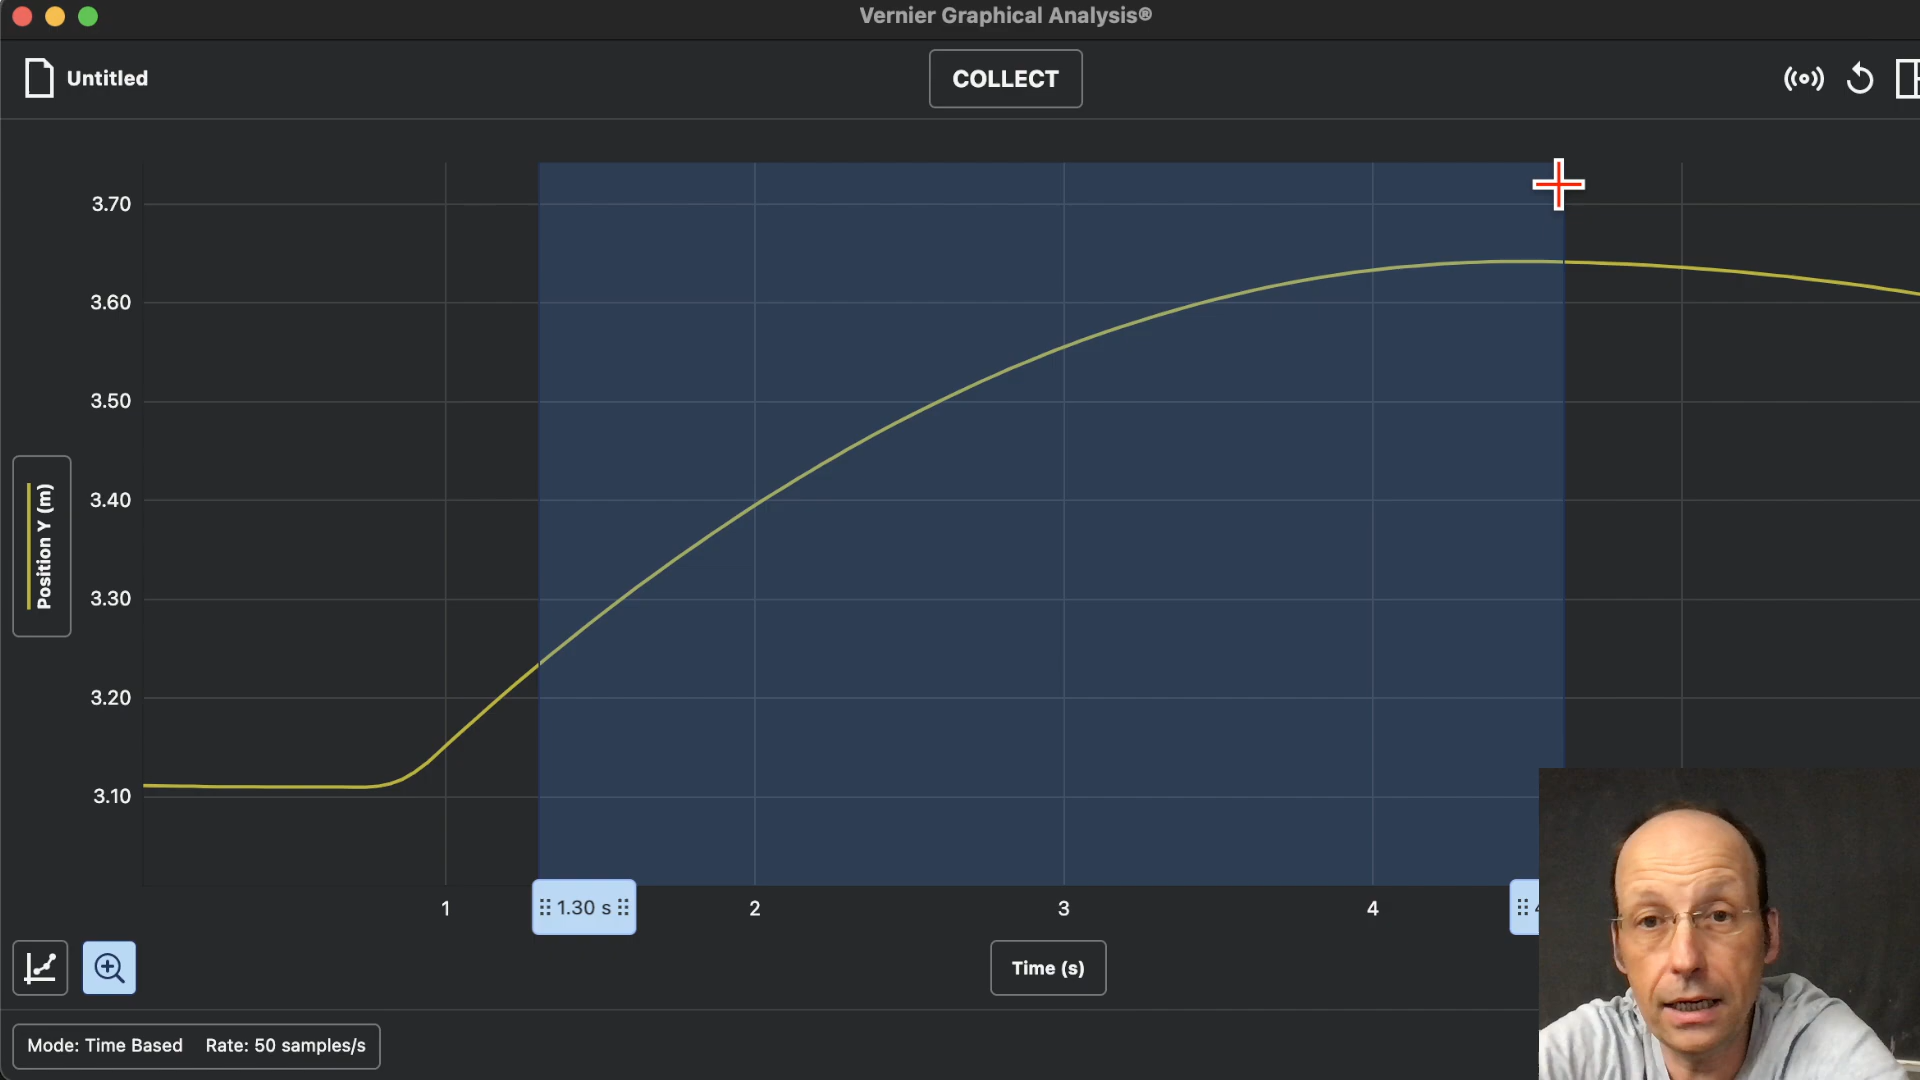 Vernier Graphical Analysis®
Untitled
COLLECT
3.70
3.60
3.50
3.40
3.30
3.20
3.10
Position Y (m)
1
1.30 s
2
3
4
Time (s)
Mode: Time Based Rate: 50 samples/s